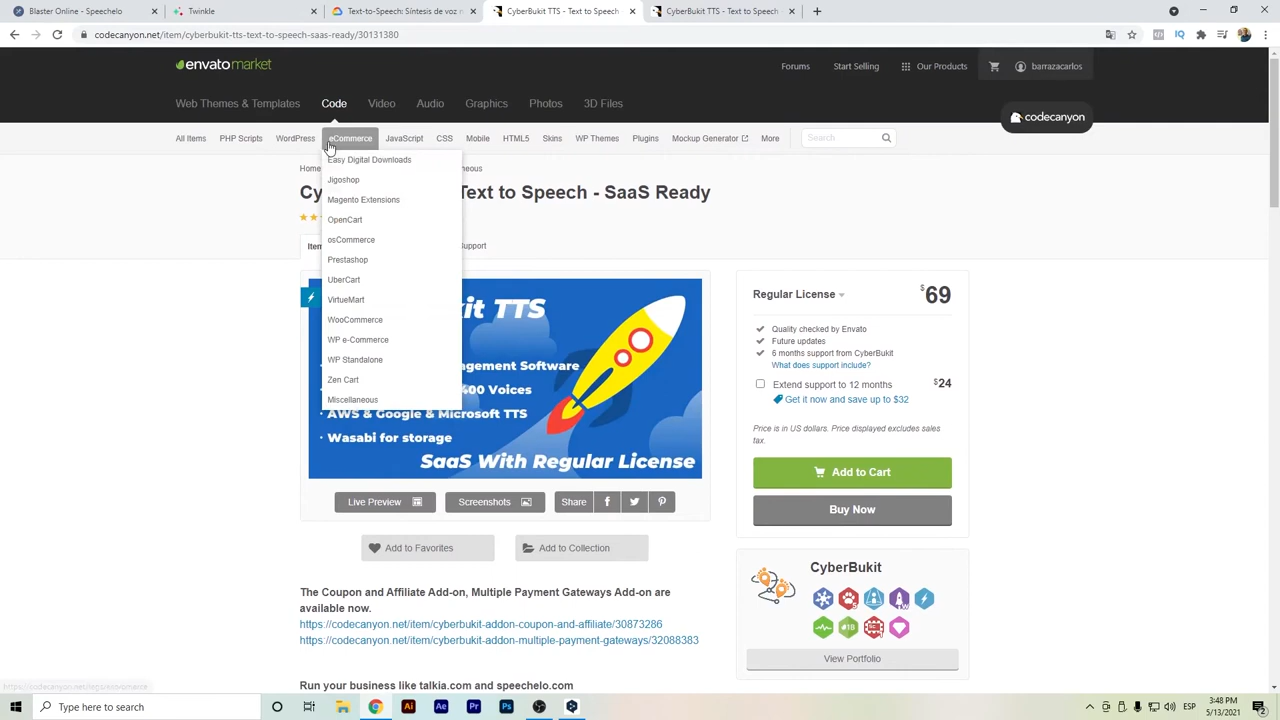 Blaster Online - Speechelo
Twinkle
Text-to-Speech: Síntesis de voz n
CyberBukit TTS - Text to Speech -
CyberBukit TTS - Text to Speech -
codecanyon.net/item/cyberbukit-tts-text-to-speech-saas-ready/30131380
envatomarket
Forums
Start Selling
Our Products
barrazacarlos
Web Themes & Templates
Code
Video
Audio
Graphics
Photos
3D Files
codecanyon
All Items
PHP Scripts
WordPress
eCommerce
JavaScript
CSS
Mobile
HTML5
Skins
WP Themes
Plugins
Mockup Generator
More
Search
Easy Digital Downloads
Jigoshop
Magento Extensions
OpenCart
osCommerce
Prestashop
UberCart
VirtueMart
WooCommerce
WP e-Commerce
WP Standalone
Zen Cart
Miscellaneous
Home
Text to Speech - SaaS Ready
Support
TTS
Software
Voices
AWS & Google & Microsoft TTS
Wasabi for storage
SaaS With Regular License
Live Preview
Screenshots
Share
Add to Favorites
Add to Collection
The Coupon and Affiliate Add-on, Multiple Payment Gateways Add-on are
available now.
https://codecanyon.net/item/cyberbukit-addon-coupon-and-affiliate/30873286
https://codecanyon.net/item/cyberbukit-addon-multiple-payment-gateways/32088383
Run your business like talkia.com and speechelo.com
Regular License
$69
Quality checked by Envato
Future updates
6 months support from CyberBukit
What does support include?
Extend support to 12 months
$24
Get it now and save up to $32
Price is in US dollars. Price displayed excludes sales
tax.
Add to Cart
Buy Now
CyberBukit
View Portfolio
Type here to search
Ai
Ae
Pr
Ps
ESP
3:48 PM
5/13/2021